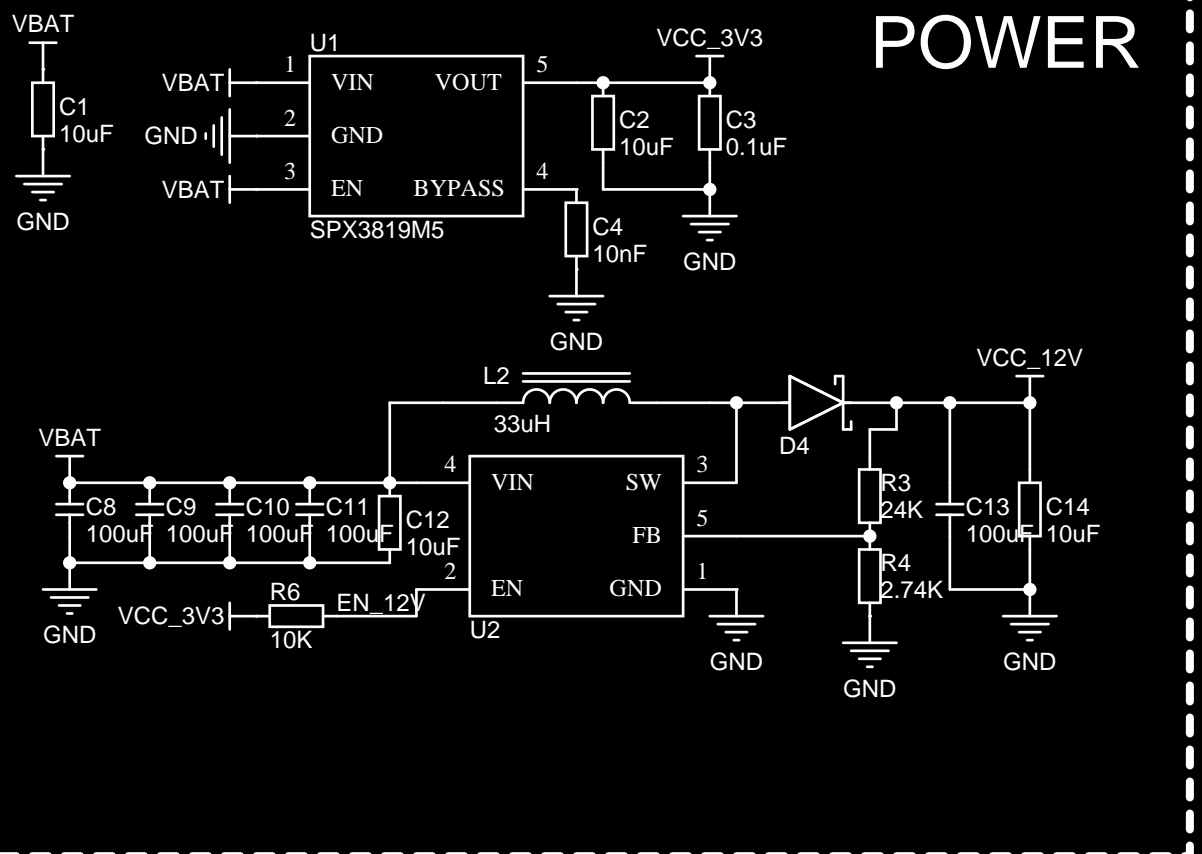 POWER
VBAT
C1
10uF
GND
U1
VBAT 1 VIN VOUT 5
GND 2 GND
VBAT 3 EN BYPASS 4
SPX3819M5
VCC_3V3
C2
10uF
C3
0.1uF
GND
C4
10nF
GND
L2
33uH
D4
VCC_12V
VBAT
C8
100uF
C9
100uF
C10
100uF
C11
100uF
C12
10uF
GND
4 VIN SW 3
FB 5
2 EN GND 1
U2
VCC_3V3
R6
10K
EN_12V
GND
R3
24K
R4
2.74K
GND
C13
100uF
C14
10uF
GND